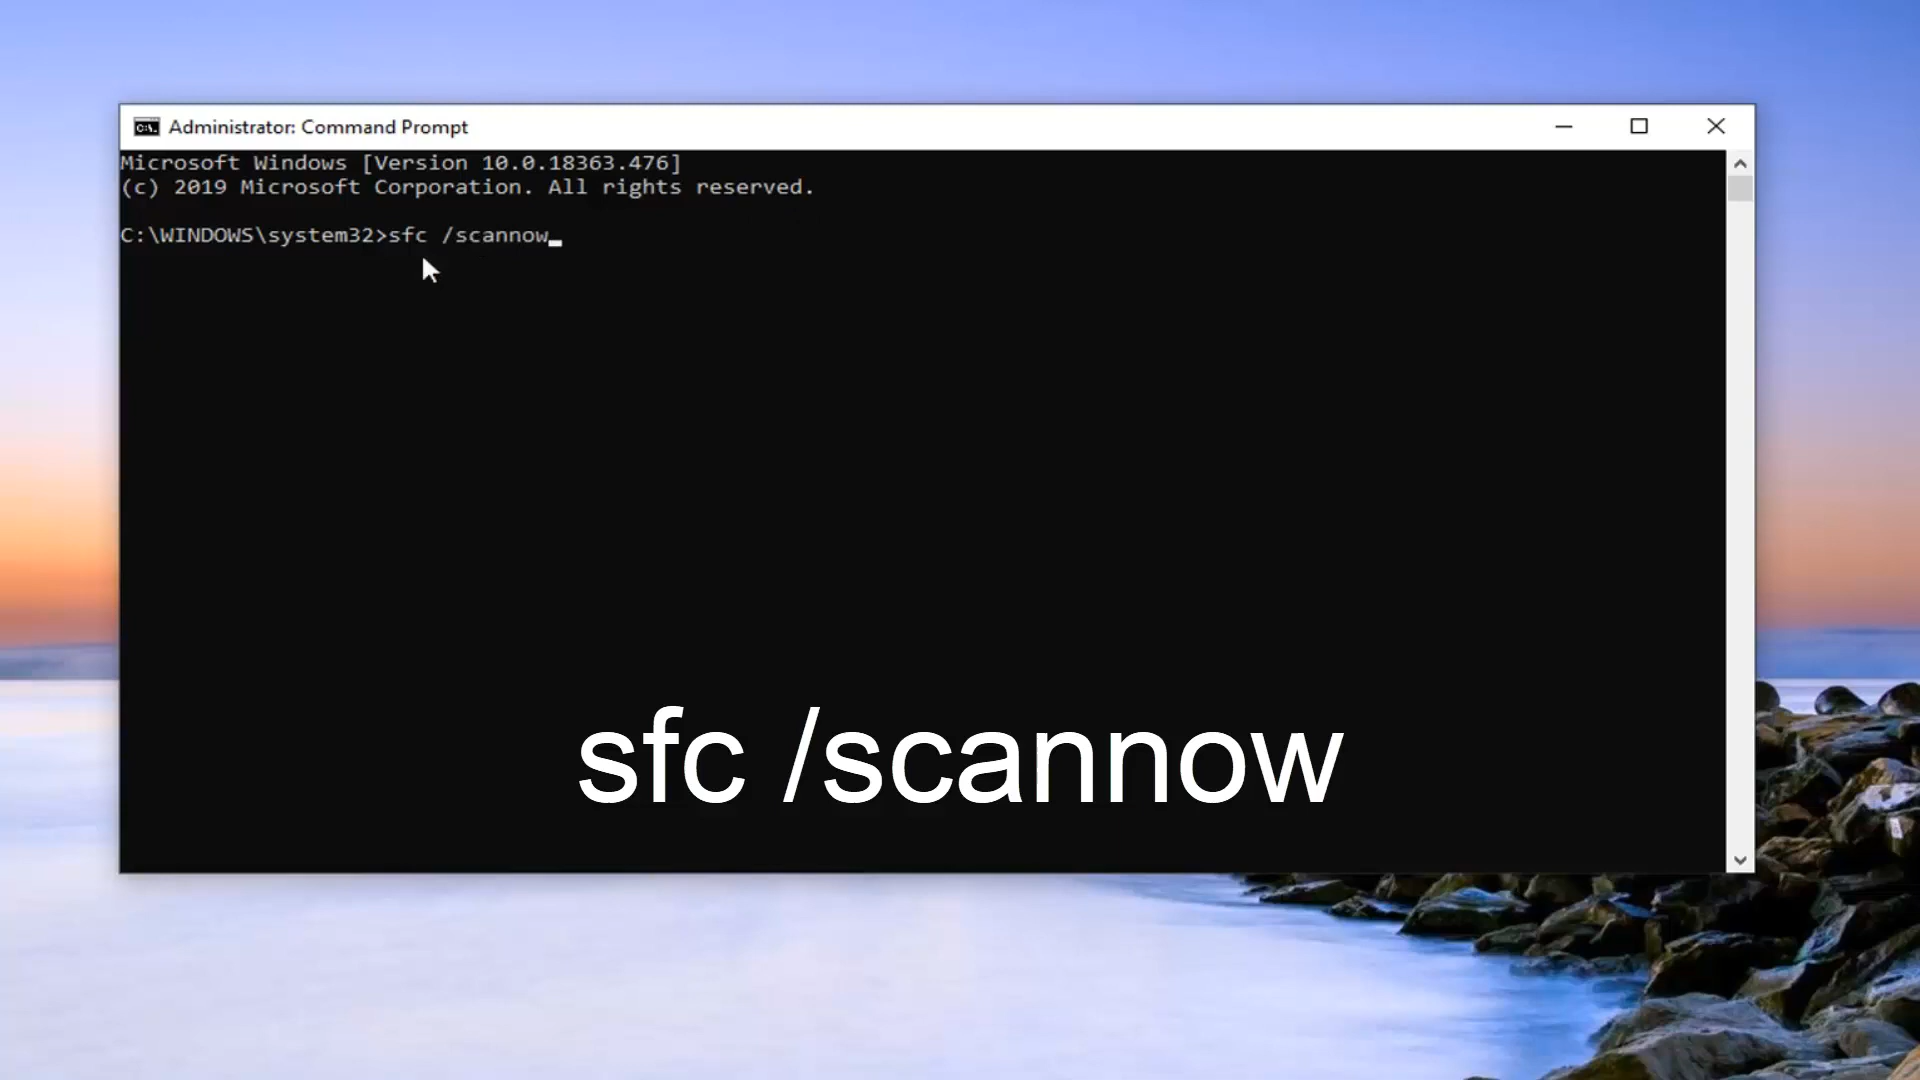 Administrator: Command Prompt
Microsoft Windows [Version 10.0.18363.476]
(c) 2019 Microsoft Corporation. All rights reserved.
C:\WINDOWS\system32>sfc /scannow
sfc /scannow